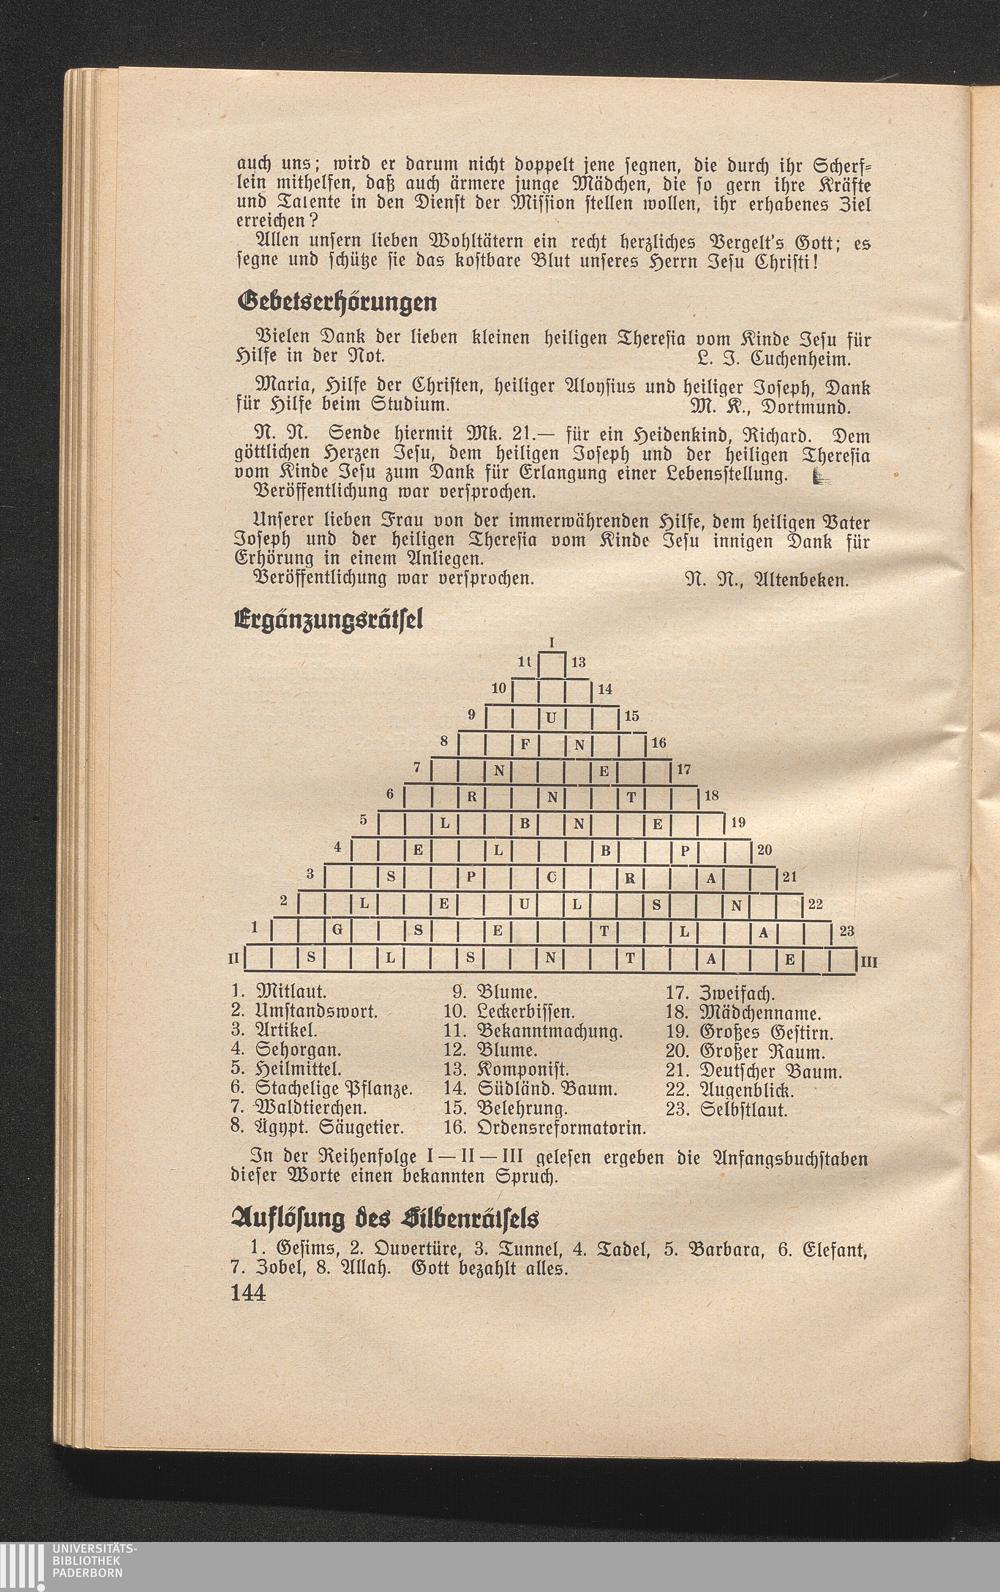 auch uns; wird er darum nicht doppelt jene segnen, die durch ihr Scherf-
lein mithelfen, daß auch ärmere junge Mädchen, die so gern ihre Kräfte
und Talente in den Dienst der Mission stellen wollen, ihr erhabenes Ziel
erreichen?
Allen unsern lieben Wohltätern ein recht herzliches Vergelt's Gott; es
segne und schütze sie das kostbare Blut unseres Herrn Jesu Christi!
Gebetserhörungen
Vielen Dank der lieben kleinen heiligen Theresia vom Kinde Jesu für
Hilfe in der Not. L. J. Cuchenheim.
Maria, Hilfe der Christen, heiliger Aloysius und heiliger Joseph, Dank
für Hilfe beim Studium. M. K., Dortmund.
N. N. Sende hiermit Mk. 21.— für ein Heidenkind, Richard. Dem
göttlichen Herzen Jesu, dem heiligen Joseph und der heiligen Theresia
vom Kinde Jesu zum Dank für Erlangung einer Lebensstellung.
Veröffentlichung war versprochen.
Unserer lieben Frau von der immerwährenden Hilfe, dem heiligen Vater
Joseph und der heiligen Theresia vom Kinde Jesu innigen Dank für
Erhörung in einem Anliegen.
Veröffentlichung war versprochen. N. N., Altenbeken.
Ergänzungsrätsel
I
11 13
10 14
9 U 15
8 F N 16
7 N E 17
6 R N T 18
5 L B N E 19
4 E L B P 20
3 S P C R A 21
2 L E U L S N 22
1 G S E T L A 23
II S L S N T A E III
1. Mitlaut. 9. Blume. 17. Zweifach.
2. Umstandswort. 10. Leckerbissen. 18. Mädchenname.
3. Artikel. 11. Bekanntmachung. 19. Großes Gestirn.
4. Sehorgan. 12. Blume. 20. Großer Raum.
5. Heilmittel. 13. Komponist. 21. Deutscher Baum.
6. Stachelige Pflanze. 14. Südländ. Baum. 22. Augenblick.
7. Waldtierchen. 15. Belehrung. 23. Selbstlaut.
8. Ägypt. Säugetier. 16. Ordensreformatorin.
In der Reihenfolge I — II — III gelesen ergeben die Anfangsbuchstaben
dieser Worte einen bekannten Spruch.
Auflösung des Silbenrätsels
1. Gesims, 2. Ouvertüre, 3. Tunnel, 4. Tadel, 5. Barbara, 6. Elefant,
7. Zobel, 8. Allah. Gott bezahlt alles.
144
UNIVERSITÄTS-
BIBLIOTHEK
PADERBORN